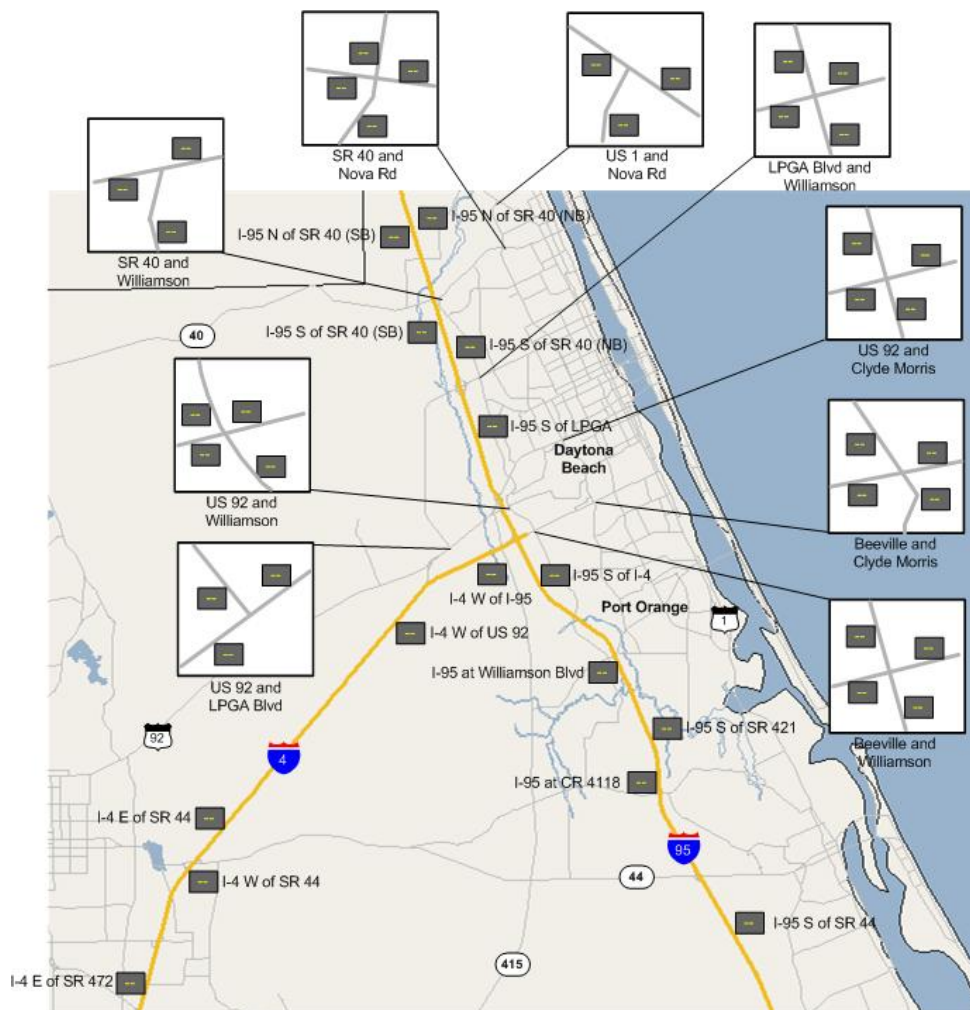 SR 40 and
Nova Rd
US 1 and
Nova Rd
LPGA Blvd and
Williamson
SR 40 and
Williamson
I-95 N of SR 40 (NB)
I-95 N of SR 40 (SB)
40
I-95 S of SR 40 (SB)
I-95 S of SR 40 (NB)
US 92 and
Clyde Morris
I-95 S of LPGA
Daytona
Beach
US 92 and
Williamson
Beeville and
Clyde Morris
I-4 W of I-95
I-95 S of I-4
Port Orange
1
I-4 W of US 92
I-95 at Williamson Blvd
US 92 and
LPGA Blvd
92
I-95 S of SR 421
Beeville and
Williamson
4
I-95 at CR 4118
I-4 E of SR 44
95
44
I-4 W of SR 44
I-95 S of SR 44
415
I-4 E of SR 472